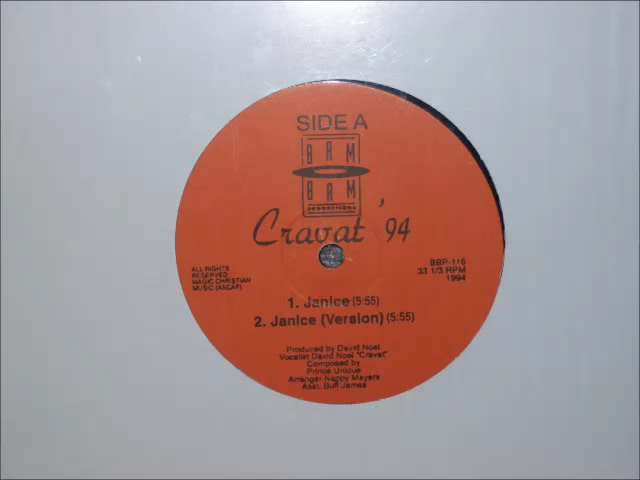 SIDE A
BAM
BAM
PRODUCTIONS
Cravat '94
ALL RIGHTS
RESERVED
MAGIC CHRISTIAN
MUSIC (ASCAP)
BBP-116
33 1/3 RPM
1994
1. Janice (5:55)
2. Janice (Version) (5:55)
Produced by David Noel
Vocalist David Noel "Cravat"
Composed by
Prince Unique
Arranger Nappy Mayers
Asst. Buff James